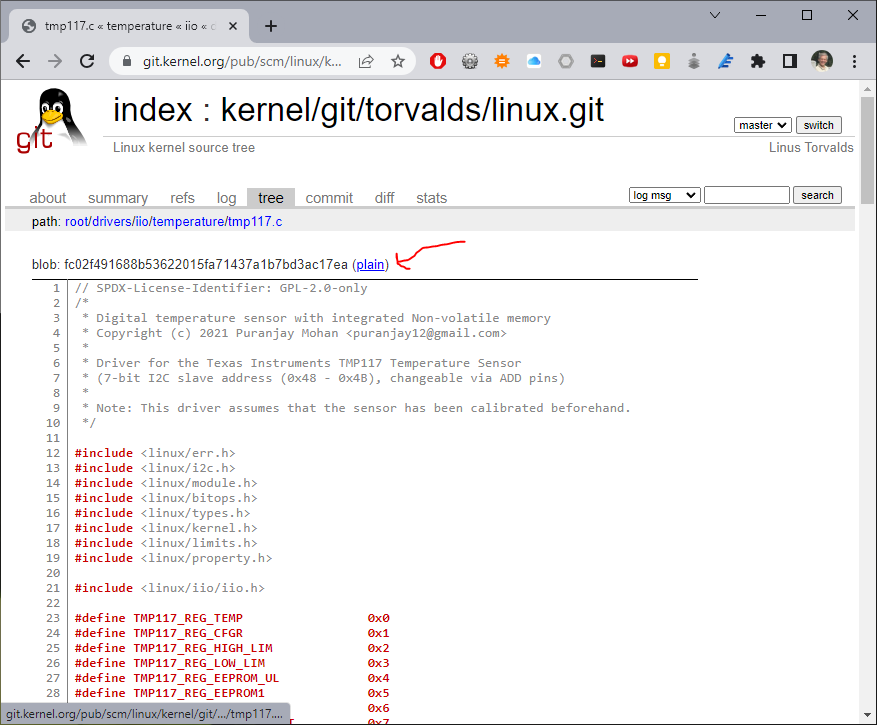 tmp117.c « temperature « iio «
git.kernel.org/pub/scm/linux/k...
git
index : kernel/git/torvalds/linux.git
master switch
Linux kernel source tree
Linus Torvalds
about summary refs log tree commit diff stats
log msg search
path: root/drivers/iio/temperature/tmp117.c
blob: fc02f491688b53622015fa71437a1b7bd3ac17ea (plain)
1 // SPDX-License-Identifier: GPL-2.0-only
2 /*
3 * Digital temperature sensor with integrated Non-volatile memory
4 * Copyright (c) 2021 Puranjay Mohan <puranjay12@gmail.com>
5 *
6 * Driver for the Texas Instruments TMP117 Temperature Sensor
7 * (7-bit I2C slave address (0x48 - 0x4B), changeable via ADD pins)
8 *
9 * Note: This driver assumes that the sensor has been calibrated beforehand.
10 */
11
12 #include <linux/err.h>
13 #include <linux/i2c.h>
14 #include <linux/module.h>
15 #include <linux/bitops.h>
16 #include <linux/types.h>
17 #include <linux/kernel.h>
18 #include <linux/limits.h>
19 #include <linux/property.h>
20
21 #include <linux/iio/iio.h>
22
23 #define TMP117_REG_TEMP 0x0
24 #define TMP117_REG_CFGR 0x1
25 #define TMP117_REG_HIGH_LIM 0x2
26 #define TMP117_REG_LOW_LIM 0x3
27 #define TMP117_REG_EEPROM_UL 0x4
28 #define TMP117_REG_EEPROM1 0x5
0x6
git.kernel.org/pub/scm/linux/kernel/git/.../tmp117....
0x7